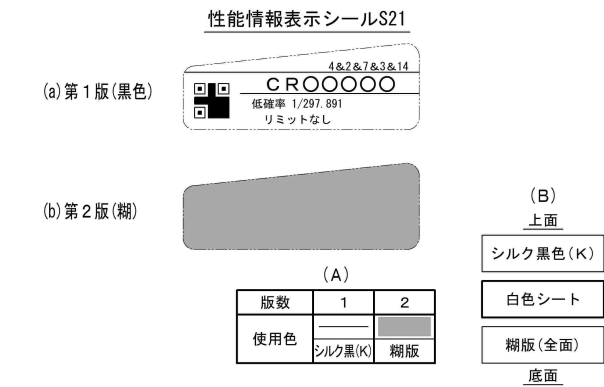 性能情報表示シールS21
(a)第1版(黒色)
4&2&7&3&14
CR〇〇〇〇〇
低確率 1/297.891
リミットなし
(b)第2版(糊)
(A)
版数 1 2
使用色 シルク黒(K) 糊版
(B)
上面
シルク黒色(K)
白色シート
糊版(全面)
底面